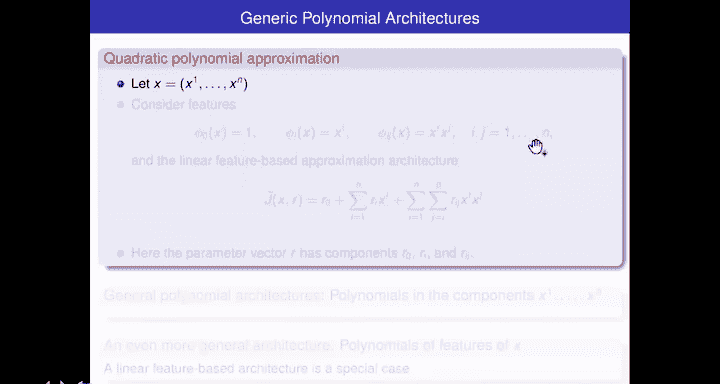 Generic Polynomial Architectures
Quadratic polynomial approximation
Let x = (x¹, . . . , xⁿ)
Consider features
ϕ₀(x) = 1, ϕᵢ(x) = xⁱ, ϕᵢⱼ(x) = xⁱxʲ, i, j = 1, . . . , n,
and the linear feature-based approximation architecture
J̃(x, r) = r₀ + ∑ᵢ₌₁ⁿ rᵢxⁱ + ∑ᵢ₌₁ⁿ ∑ⱼ₌ᵢⁿ rᵢⱼxⁱxʲ
Here the parameter vector r has components r₀, rᵢ, and rᵢⱼ.
General polynomial architectures: Polynomials in the components x¹, . . . , xⁿ
An even more general architecture: Polynomials of features of x
A linear feature-based architecture is a special case